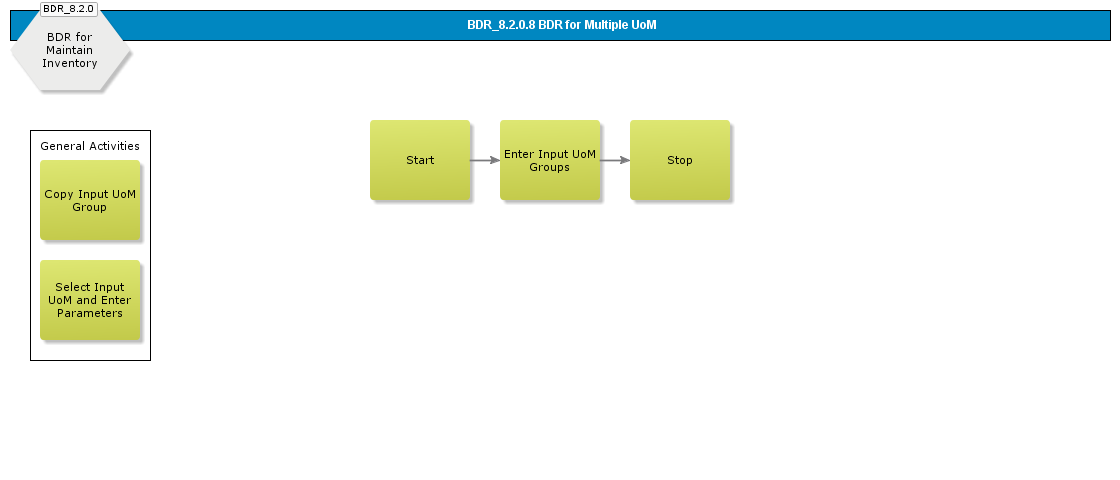 BDR_8.2.0
BDR_8.2.0.8 BDR for Multiple UoM
BDR for
Maintain
Inventory
General Activities
Copy Input UoM
Group
Select Input
UoM and Enter
Parameters
Start
Enter Input UoM
Groups
Stop